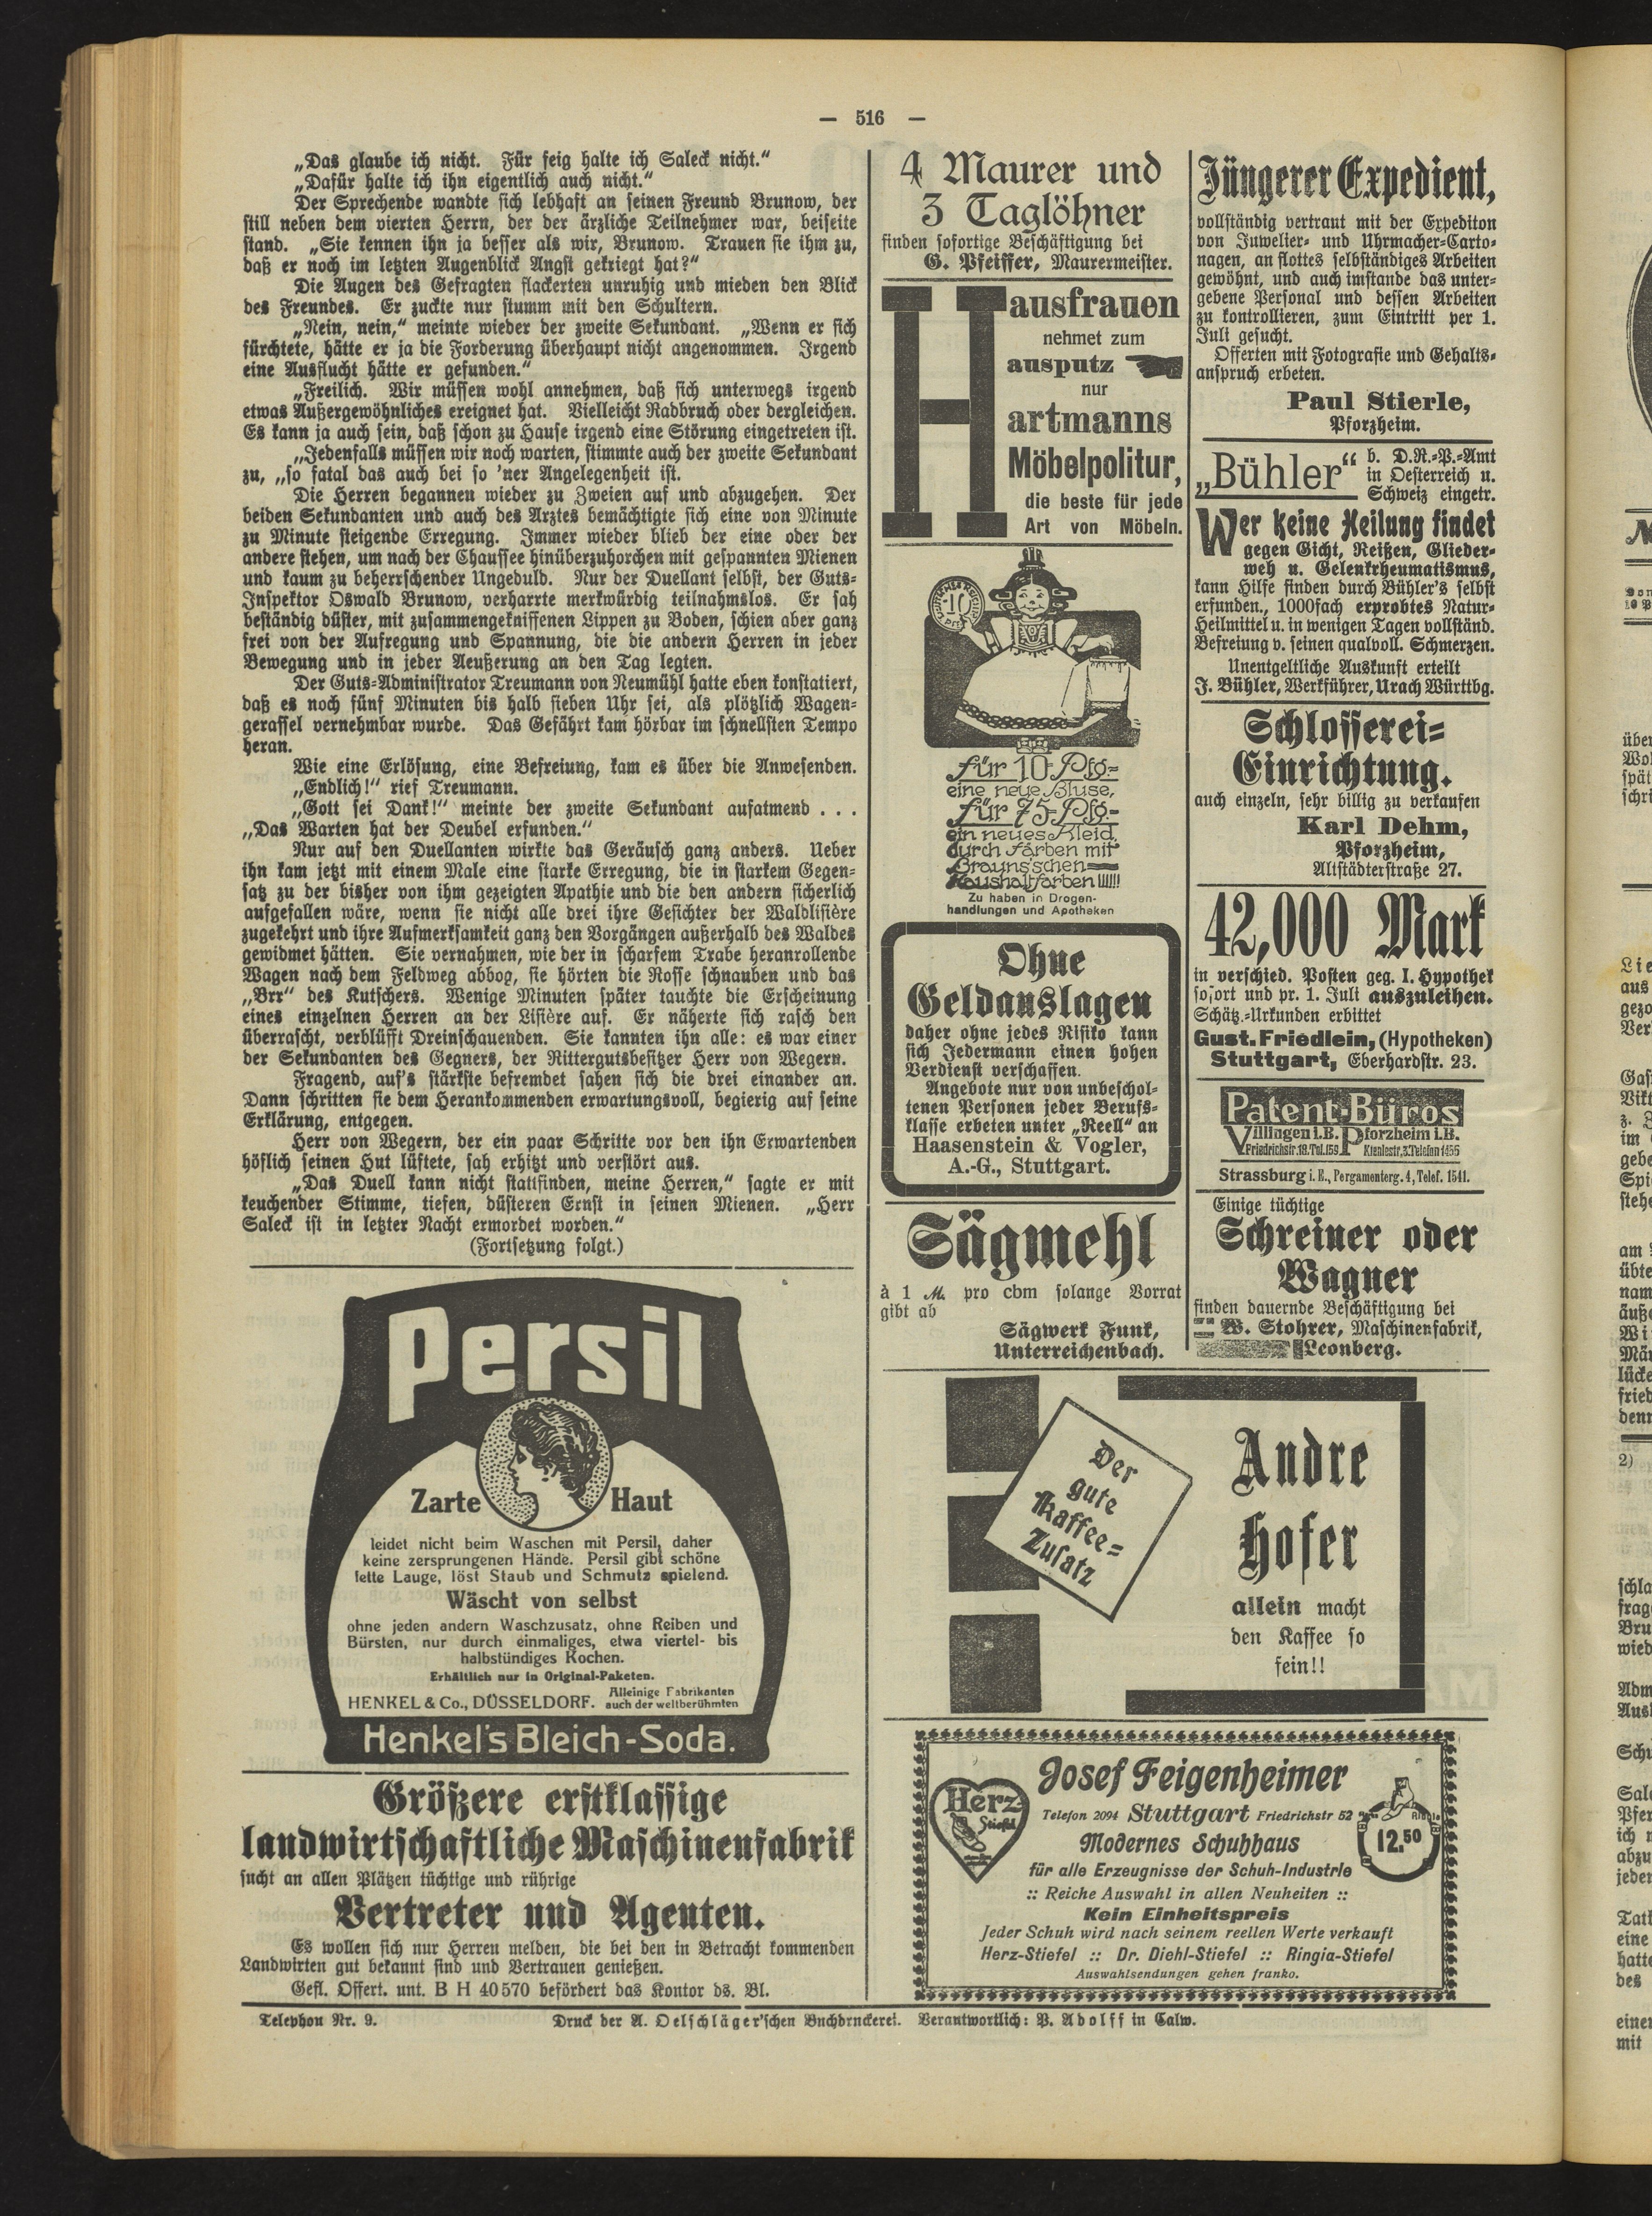 — 516 —
„Das glaube ich nicht. Für feig halte ich Saleck nicht.“
„Dafür halte ich ihn eigentlich auch nicht.“
Der Sprechende wandte sich lebhaft an seinen Freund Brunow, der
still neben dem vierten Herrn, der der ärzliche Teilnehmer war, beiseite
stand. „Sie kennen ihn ja besser als wir, Brunow. Trauen sie ihm zu,
daß er noch im letzten Augenblick Angst gekriegt hat?“
Die Augen des Gefragten flackerten unruhig und mieden den Blick
des Freundes. Er zuckte nur stumm mit den Schultern.
„Nein, nein,“ meinte wieder der zweite Sekundant. „Wenn er sich
fürchtete, hätte er ja die Forderung überhaupt nicht angenommen. Irgend
eine Ausflucht hätte er gefunden.“
„Freilich. Wir müssen wohl annehmen, daß sich unterwegs irgend
etwas Außergewöhnliches ereignet hat. Vielleicht Radbruch oder dergleichen.
Es kann ja auch sein, daß schon zu Hause irgend eine Störung eingetreten ist.
„Jedenfalls müssen wir noch warten, stimmte auch der zweite Sekundant
zu, „so fatal das auch bei so 'ner Angelegenheit ist.
Die Herren begannen wieder zu Zweien auf und abzugehen. Der
beiden Sekundanten und auch des Arztes bemächtigte sich eine von Minute
zu Minute steigende Erregung. Immer wieder blieb der eine oder der
andere stehen, um nach der Chaussee hinüberzuhorchen mit gespannten Mienen
und kaum zu beherrschender Ungeduld. Nur der Duellant selbst, der Guts-
Inspektor Oswald Brunow, verharrte merkwürdig teilnahmslos. Er sah
beständig düster, mit zusammengekniffenen Lippen zu Boden, schien aber ganz
frei von der Aufregung und Spannung, die die andern Herren in jeder
Bewegung und in jeder Aeußerung an den Tag legten.
Der Guts-Administrator Treumann von Neumühl hatte eben konstatiert,
daß es noch fünf Minuten bis halb sieben Uhr sei, als plötzlich Wagen-
gerassel vernehmbar wurde. Das Gefährt kam hörbar im schnellsten Tempo
heran.
Wie eine Erlösung, eine Befreiung, kam es über die Anwesenden.
„Endlich!“ rief Treumann.
„Gott sei Dank!“ meinte der zweite Sekundant aufatmend . . .
„Das Warten hat der Deubel erfunden.“
Nur auf den Duellanten wirkte das Geräusch ganz anders. Ueber
ihn kam jetzt mit einem Male eine starke Erregung, die in starkem Gegen-
satz zu der bisher von ihm gezeigten Apathie und die den andern sicherlich
aufgefallen wäre, wenn sie nicht alle drei ihre Gesichter der Waldlisière
zugekehrt und ihre Aufmerksamkeit ganz den Vorgängen außerhalb des Waldes
gewidmet hätten. Sie vernahmen, wie der in scharfem Trabe heranrollende
Wagen nach dem Feldweg abbog, sie hörten die Rosse schnauben und das
„Brr“ des Kutschers. Wenige Minuten später tauchte die Erscheinung
eines einzelnen Herren an der Lisière auf. Er näherte sich rasch den
überrascht, verblüfft Dreinschauenden. Sie kannten ihn alle: es war einer
der Sekundanten des Gegners, der Rittergutsbesitzer Herr von Wegern.
Fragend, auf's stärkste befremdet sahen sich die drei einander an.
Dann schritten sie dem Herankommenden erwartungsvoll, begierig auf seine
Erklärung, entgegen.
Herr von Wegern, der ein paar Schritte vor den ihn Erwartenden
höflich seinen Hut lüftete, sah erhitzt und verstört aus.
„Das Duell kann nicht stattfinden, meine Herren,“ sagte er mit
keuchender Stimme, tiefen, düsteren Ernst in seinen Mienen. „Herr
Saleck ist in letzter Nacht ermordet worden.“
(Fortsetzung folgt.)
Persil
Zarte Haut
leidet nicht beim Waschen mit Persil, daher
keine zersprungenen Hände. Persil gibt schöne
fette Lauge, löst Staub und Schmutz spielend.
Wäscht von selbst
ohne jeden andern Waschzusatz, ohne Reiben und
Bürsten, nur durch einmaliges, etwa viertel- bis
halbstündiges Kochen.
Erhältlich nur in Original-Paketen.
HENKEL & Co., DÜSSELDORF. Alleinige Fabrikanten
auch der weltberühmten
Henkel's Bleich-Soda.
Größere erstklassige
landwirtschaftliche Maschinenfabrik
sucht an allen Plätzen tüchtige und rührige
Vertreter und Agenten.
Es wollen sich nur Herren melden, die bei den in Betracht kommenden
Landwirten gut bekannt sind und Vertrauen genießen.
Gefl. Offert. unt. B H 40570 befördert das Kontor ds. Bl.
4 Maurer und
3 Taglöhner
finden sofortige Beschäftigung bei
G. Pfeiffer, Maurermeister.
Hausfrauen
nehmet zum
ausputz
nur
Hartmanns
Möbelpolitur,
die beste für jede
Art von Möbeln.
10
für 10 Pfg.=
eine neue Bluse,
für 75 Pfg.=
ein neues Kleid,
durch Färben mit
Brauns'schen
Haushaltfarben!!!!!!
Zu haben in Drogen-
handlungen und Apotheken
Ohne
Geldauslagen
daher ohne jedes Risiko kann
sich Jedermann einen hohen
Verdienst verschaffen.
Angebote nur von unbeschol-
tenen Personen jeder Berufs-
klasse erbeten unter „Reell“ an
Haasenstein & Vogler,
A.-G., Stuttgart.
Sägmehl
à 1 M. pro cbm solange Vorrat
gibt ab
Sägwerk Funk,
Unterreichenbach.
Jüngerer Expedient,
vollständig vertraut mit der Expediton
von Juwelier- und Uhrmacher-Carto-
nagen, an flottes selbständiges Arbeiten
gewöhnt, und auch imstande das unter-
gebene Personal und dessen Arbeiten
zu kontrollieren, zum Eintritt per 1.
Juli gesucht.
Offerten mit Fotografie und Gehalts-
anspruch erbeten.
Paul Stierle,
Pforzheim.
„Bühler“ b. D.R.-P.-Amt
in Oesterreich u.
Schweiz eingetr.
Wer keine Heilung findet
gegen Gicht, Reißen, Glieder-
weh u. Gelenkrheumatismus,
kann Hilfe finden durch Bühler's selbst
erfunden., 1000fach erprobtes Natur-
Heilmittel u. in wenigen Tagen vollständ.
Befreiung v. seinen qualvoll. Schmerzen.
Unentgeltliche Auskunft erteilt
J. Bühler, Werkführer, Urach Württbg.
Schlosserei-
Einrichtung.
auch einzeln, sehr billig zu verkaufen
Karl Dehm,
Pforzheim,
Altstädterstraße 27.
42,000 Mark
in verschied. Posten geg. I. Hypothek
sofort und pr. 1. Juli auszuleihen.
Schätz.-Urkunden erbittet
Gust. Friedlein, (Hypotheken)
Stuttgart, Eberhardstr. 23.
Patent-Büros
Villingen i.B. Pforzheim i.B.
Friedrichstr.18.Tel.159 Kienlestr.3.Telefon 1455
Strassburg i. E., Pergamenterg. 4, Telef. 1541.
Einige tüchtige
Schreiner oder
Wagner
finden dauernde Beschäftigung bei
W. Stohrer, Maschinenfabrik,
Leonberg.
Der
gute
Kaffee-
Zusatz
Andre
Hofer
allein macht
den Kaffee so
fein!!
Josef Feigenheimer
Herz
Stiefel
Telefon 2094 Stuttgart Friedrichstr 52
12.50
Modernes Schuhhaus
für alle Erzeugnisse der Schuh-Industrie
:: Reiche Auswahl in allen Neuheiten ::
Kein Einheitspreis
Jeder Schuh wird nach seinem reellen Werte verkauft
Herz-Stiefel :: Dr. Diehl-Stiefel :: Ringia-Stiefel
Auswahlsendungen gehen franko.
Telephon Nr. 9. Druck der A. Oelschläger'schen Buchdruckerei. Verantwortlich: P. Adolff in Calw.